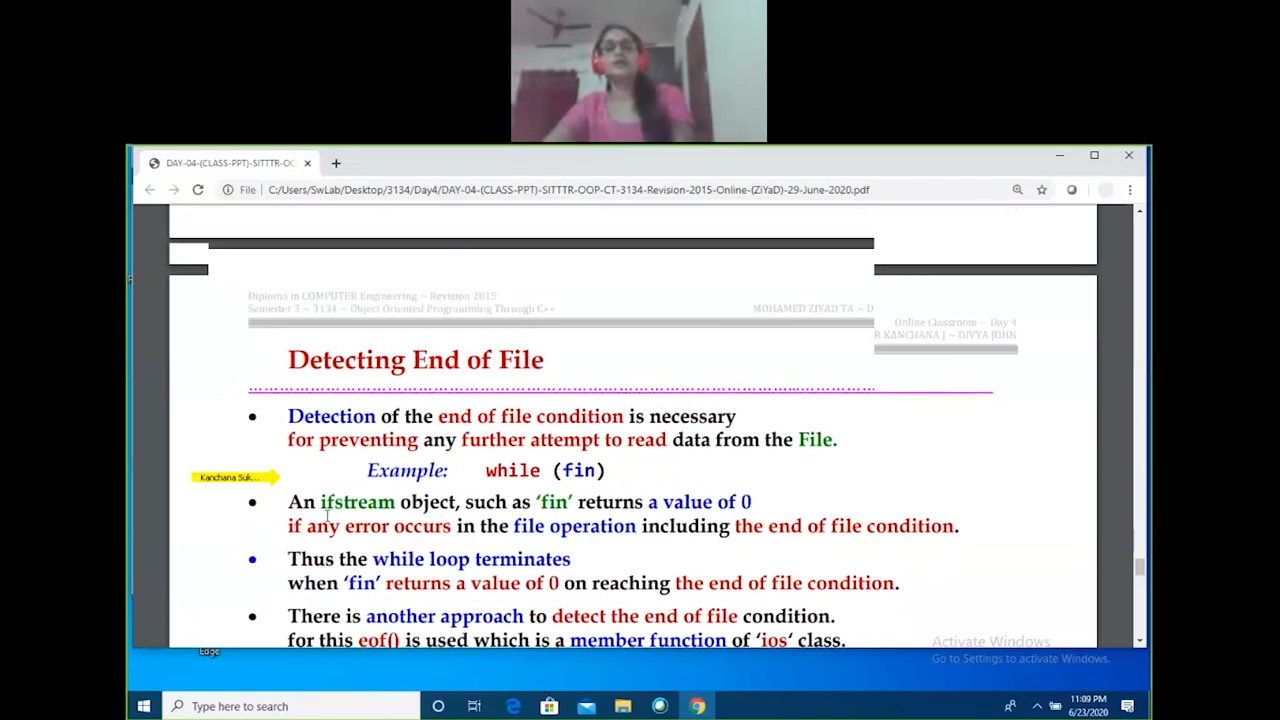 DAY-04-(CLASS-PPT)-SITTTR-OO
File
C:/Users/SwLab/Desktop/3134/Day4/DAY-04-(CLASS-PPT)-SITTTR-OOP-CT-3134-Revision-2015-Online-(ZiYaD)-29-June-2020.pdf
Diploma in COMPUTER Engineering ~ Revision 2015
Semester 3 ~ 3134 ~ Object Oriented Programming Through C++
MOHAMED ZIYAD TA ~ D
Online Classroom ~ Day 4
R KANCHANA J ~ DIVYA JOHN
Detecting End of File
• Detection of the end of file condition is necessary
for preventing any further attempt to read data from the File.
Example: while (fin)
Kanchana Suk...
• An ifstream object, such as ‘fin’ returns a value of 0
if any error occurs in the file operation including the end of file condition.
• Thus the while loop terminates
when ‘fin’ returns a value of 0 on reaching the end of file condition.
• There is another approach to detect the end of file condition.
for this eof() is used which is a member function of ‘ios‘ class.
Activate Windows
Go to Settings to activate Windows.
Edge
Type here to search
11:09 PM
6/23/2020